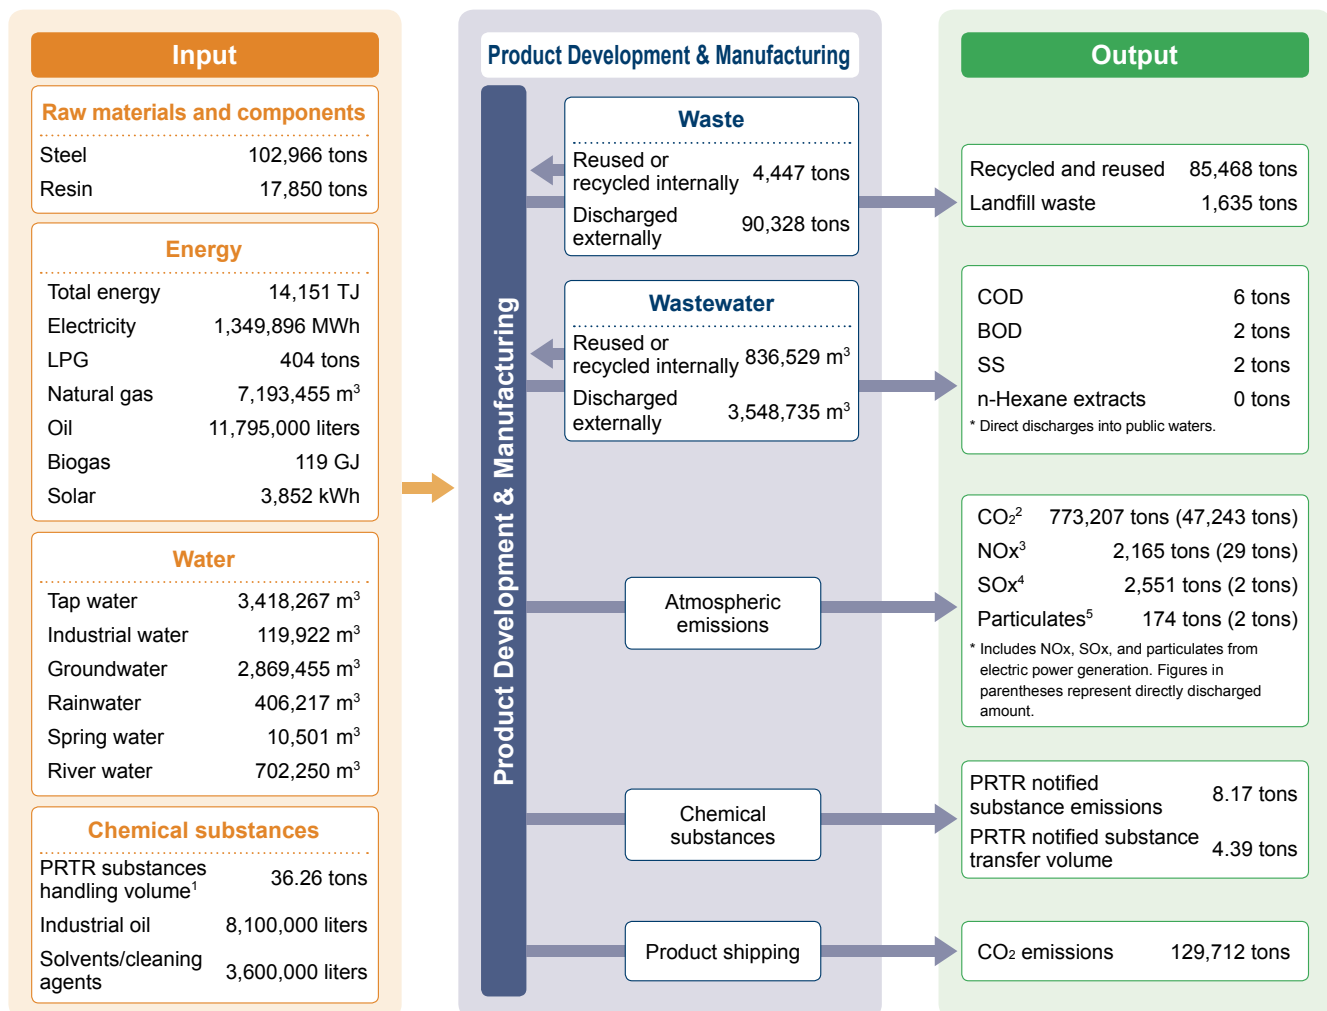 Input
Raw materials and components
Steel 102,966 tons
Resin 17,850 tons
Energy
Total energy 14,151 TJ
Electricity 1,349,896 MWh
LPG 404 tons
Natural gas 7,193,455 m³
Oil 11,795,000 liters
Biogas 119 GJ
Solar 3,852 kWh
Water
Tap water 3,418,267 m³
Industrial water 119,922 m³
Groundwater 2,869,455 m³
Rainwater 406,217 m³
Spring water 10,501 m³
River water 702,250 m³
Chemical substances
PRTR substances
handling volume¹ 36.26 tons
Industrial oil 8,100,000 liters
Solvents/cleaning
agents 3,600,000 liters
Product Development & Manufacturing
Product Development & Manufacturing
Waste
Reused or
recycled internally 4,447 tons
Discharged
externally 90,328 tons
Wastewater
Reused or
recycled internally 836,529 m³
Discharged
externally 3,548,735 m³
Atmospheric
emissions
Chemical
substances
Product shipping
Output
Recycled and reused 85,468 tons
Landfill waste 1,635 tons
COD 6 tons
BOD 2 tons
SS 2 tons
n-Hexane extracts 0 tons
* Direct discharges into public waters.
CO₂² 773,207 tons (47,243 tons)
NOx³ 2,165 tons (29 tons)
SOx⁴ 2,551 tons (2 tons)
Particulates⁵ 174 tons (2 tons)
* Includes NOx, SOx, and particulates from
electric power generation. Figures in
parentheses represent directly discharged
amount.
PRTR notified
substance emissions 8.17 tons
PRTR notified substance
transfer volume 4.39 tons
CO₂ emissions 129,712 tons